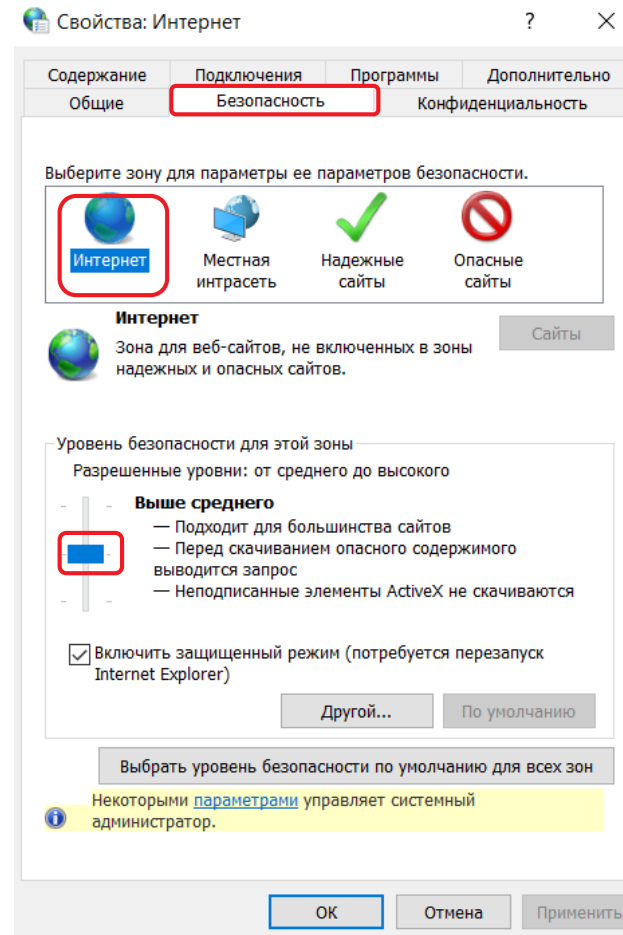 Свойства: Интернет
?
Содержание Подключения Программы Дополнительно
Общие Безопасность Конфиденциальность
Выберите зону для параметры ее параметров безопасности.
Интернет Местная Надежные Опасные
интрасеть сайты сайты
Интернет
Сайты
Зона для веб-сайтов, не включенных в зоны
надежных и опасных сайтов.
Уровень безопасности для этой зоны
Разрешенные уровни: от среднего до высокого
Выше среднего
— Подходит для большинства сайтов
— Перед скачиванием опасного содержимого
выводится запрос
— Неподписанные элементы ActiveX не скачиваются
Включить защищенный режим (потребуется перезапуск
Internet Explorer)
Другой... По умолчанию
Выбрать уровень безопасности по умолчанию для всех зон
Некоторыми параметрами управляет системный
администратор.
ОК Отмена Применить